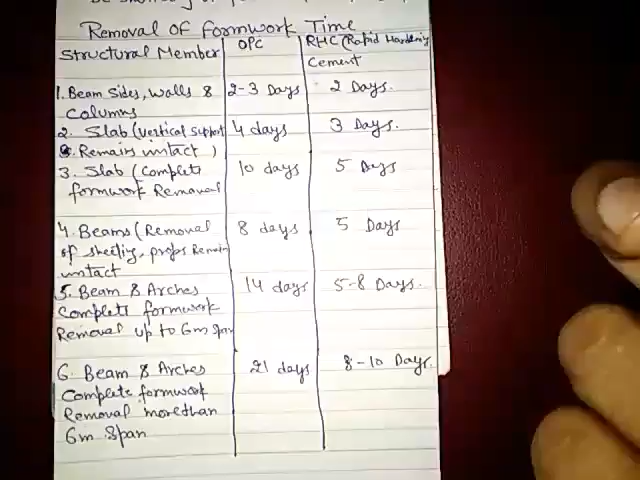 Removal of formwork Time
Structural Member OPC RHC (Rapid Hardening
Cement
1. Beam Sides, Walls & 2-3 Days 2 Days.
Columns
2. Slab (Vertical Support 4 days 3 Days.
Remains intact)
3. Slab (Complete 10 days 5 Days
formwork Removal
4. Beams (Removal 8 days 5 Days
of sheeting, props Remain
intact
5. Beam & Arches 14 days 5-8 Days.
Complete formwork
Removal up to 6m Span
6. Beam & Arches 21 days 8-10 Days.
Complete formwork
Removal morethan
6m Span